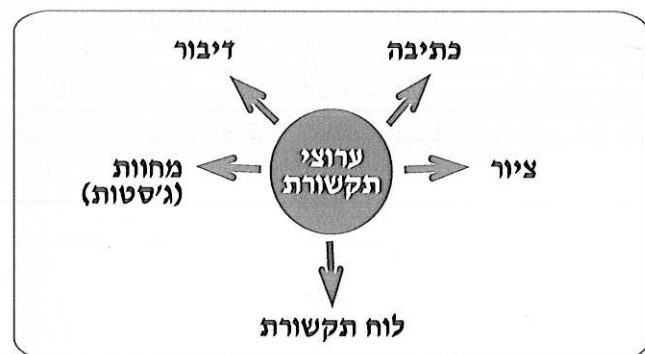 כתיבה
דיבור
ערוצי
תקשורת
ציור
מחוות
(ג'סטות)
לוח תקשורת